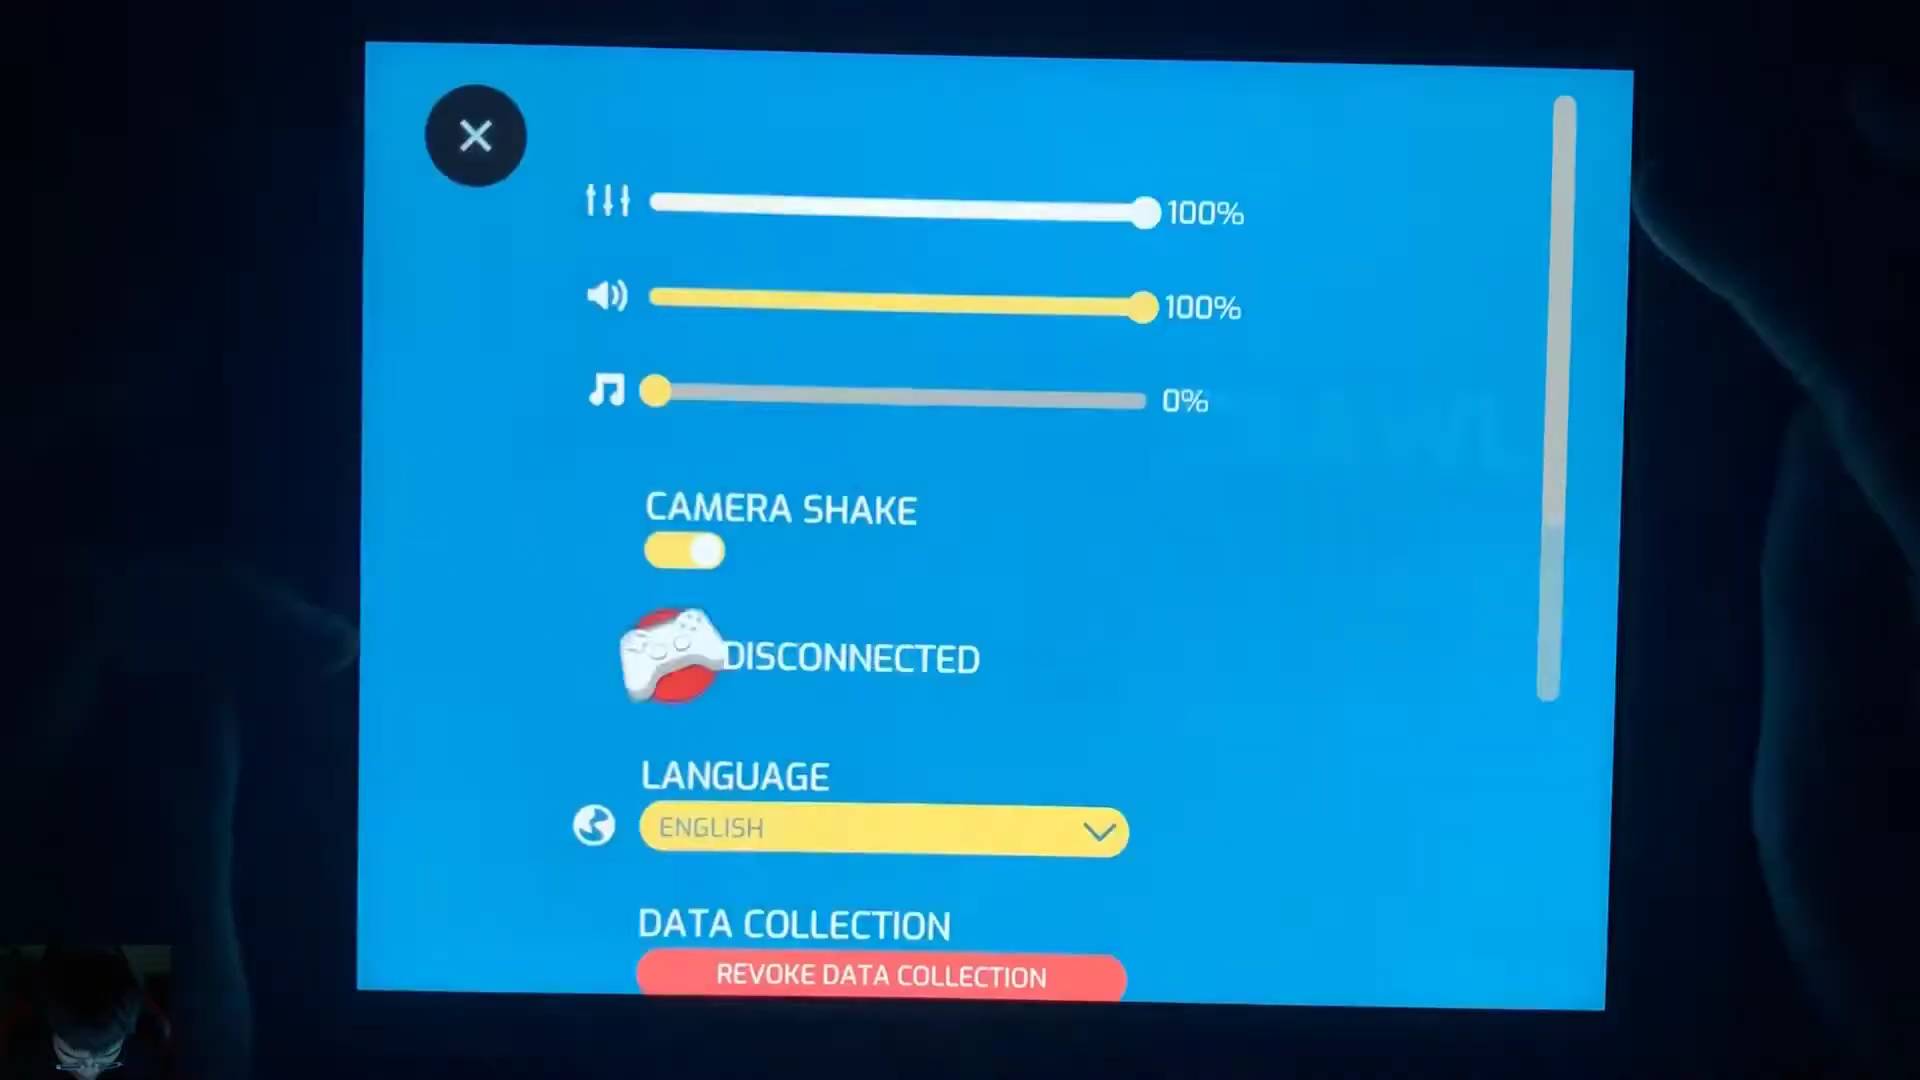 100%
100%
0%
CAMERA SHAKE
DISCONNECTED
LANGUAGE
ENGLISH
DATA COLLECTION
REVOKE DATA COLLECTION